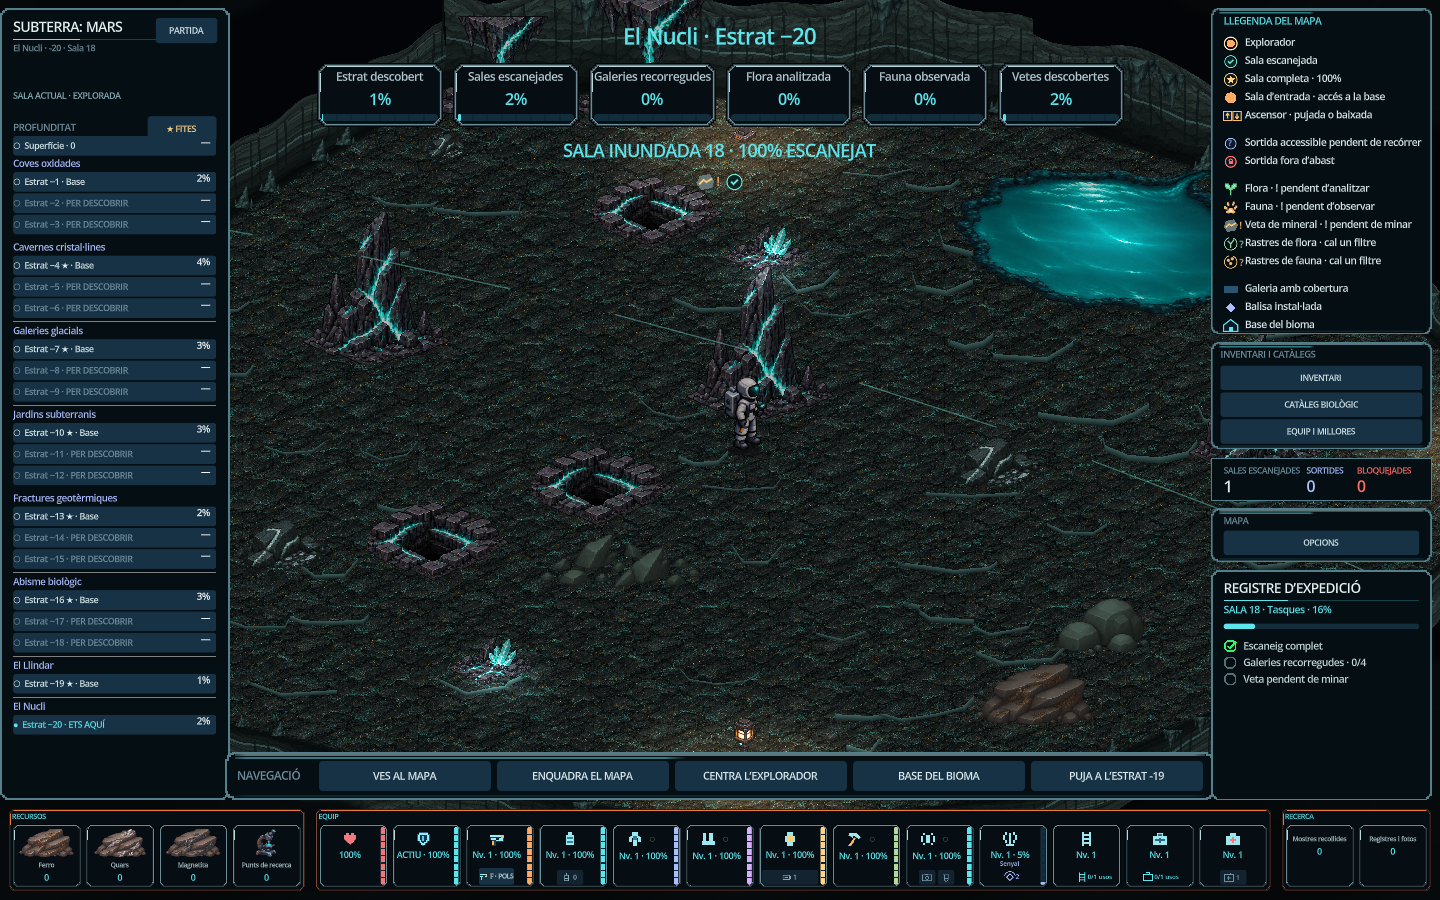 SUBTERRA: MARS
PARTIDA
El Nucli · -20 · Sala 18
SALA ACTUAL · EXPLORADA
PROFUNDITAT
★ FITES
Superfície · 0 —
Coves oxidades
Estrat −1 · Base 2%
Estrat −2 · PER DESCOBRIR —
Estrat −3 · PER DESCOBRIR —
Cavernes cristal·lines
Estrat −4 ★ · Base 4%
Estrat −5 · PER DESCOBRIR —
Estrat −6 · PER DESCOBRIR —
Galeries glacials
Estrat −7 ★ · Base 3%
Estrat −8 · PER DESCOBRIR —
Estrat −9 · PER DESCOBRIR —
Jardins subterranis
Estrat −10 ★ · Base 3%
Estrat −11 · PER DESCOBRIR —
Estrat −12 · PER DESCOBRIR —
Fractures geotèrmiques
Estrat −13 ★ · Base 2%
Estrat −14 · PER DESCOBRIR —
Estrat −15 · PER DESCOBRIR —
Abisme biològic
Estrat −16 ★ · Base 3%
Estrat −17 · PER DESCOBRIR —
Estrat −18 · PER DESCOBRIR —
El Llindar
Estrat −19 ★ · Base 1%
El Nucli
Estrat −20 · ETS AQUÍ 2%
El Nucli · Estrat −20
Estrat descobert
1%
Sales escanejades
2%
Galeries recorregudes
0%
Flora analitzada
0%
Fauna observada
0%
Vetes descobertes
2%
SALA INUNDADA 18 · 100% ESCANEJAT
!
NAVEGACIÓ
VES AL MAPA
ENQUADRA EL MAPA
CENTRA L'EXPLORADOR
BASE DEL BIOMA
PUJA A L'ESTRAT -19
LLEGENDA DEL MAPA
Explorador
Sala escanejada
Sala completa · 100%
Sala d'entrada · accés a la base
Ascensor · pujada o baixada
? Sortida accessible pendent de recórrer
Sortida fora d'abast
Flora · ! pendent d'analitzar
Fauna · ! pendent d'observar
! Veta de mineral · ! pendent de minar
? Rastres de flora · cal un filtre
? Rastres de fauna · cal un filtre
Galeria amb cobertura
Balisa instal·lada
Base del bioma
INVENTARI I CATÀLEGS
INVENTARI
CATÀLEG BIOLÒGIC
EQUIP I MILLORES
SALES ESCANEJADES SORTIDES BLOQUEJADES
1 0 0
MAPA
OPCIONS
REGISTRE D'EXPEDICIÓ
SALA 18 · Tasques · 16%
Escaneig complet
Galeries recorregudes · 0/4
Veta pendent de minar
RECURSOS
Ferro
0
Quars
0
Magnetita
0
Punts de recerca
0
EQUIP
100%
ACTIU · 100%
Nv. 1 · 100%
F · POLS
Nv. 1 · 100%
0
Nv. 1 · 100%
Nv. 1 · 100%
Nv. 1 · 100%
1
Nv. 1 · 100%
Nv. 1 · 100%
Nv. 1 · 5%
Senyal
2
Nv. 1
0/1 usos
Nv. 1
0/1 usos
Nv. 1
1
RECERCA
Mostres recollides
0
Registres i fotos
0